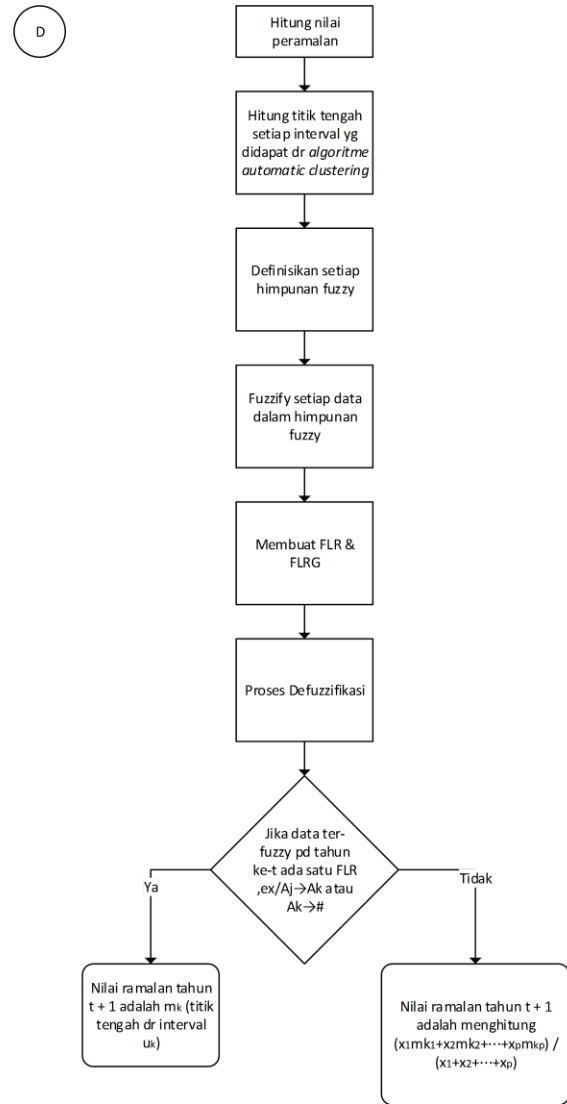 D
Hitung nilai
peramalan
Hitung titik tengah
setiap interval yg
didapat dr algoritme
automatic clustering
Definisikan setiap
himpunan fuzzy
Fuzzify setiap data
dalam himpunan
fuzzy
Membuat FLR &
FLRG
Proses Defuzzifikasi
Jika data ter-
fuzzy pd tahun
ke-t ada satu FLR
,ex/Aj→Ak atau
Ak→#
Ya
Tidak
Nilai ramalan tahun
t + 1 adalah mk (titik
tengah dr interval
uk)
Nilai ramalan tahun t + 1
adalah menghitung
(x1mk1+x2mk2+⋯+xpmkp) /
(x1+x2+⋯+xp)